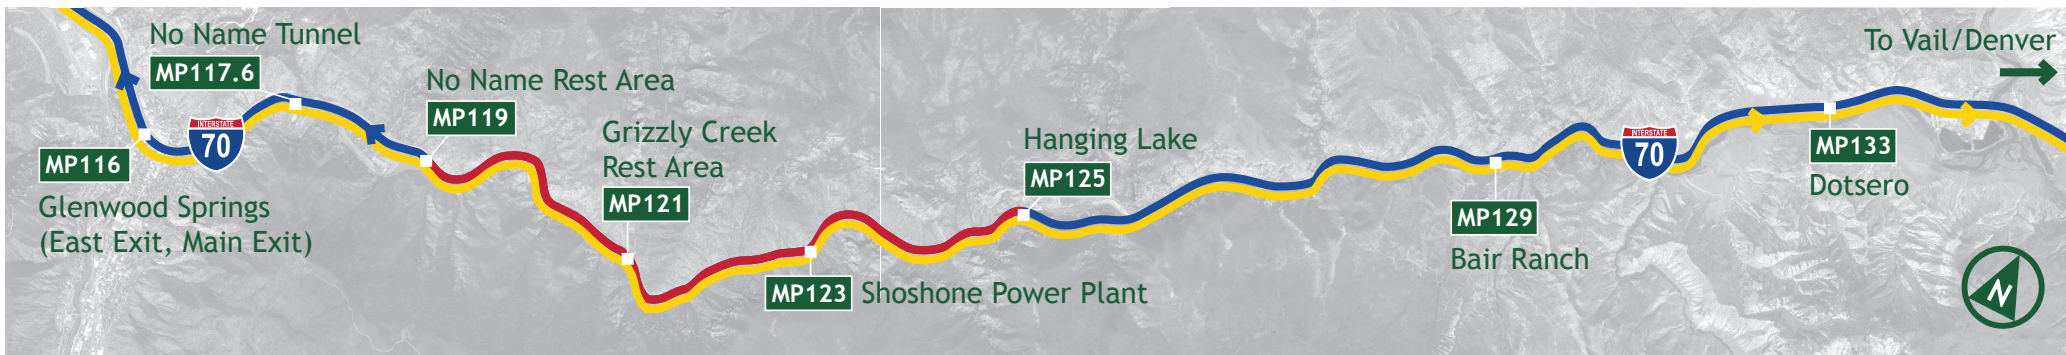 No Name Tunnel
MP117.6
To Vail/Denver
No Name Rest Area
MP119
Grizzly Creek
Rest Area
MP121
Hanging Lake
MP125
INTERSTATE
70
INTERSTATE
70
MP133
Dotsero
MP116
Glenwood Springs
(East Exit, Main Exit)
MP129
Bair Ranch
MP123 Shoshone Power Plant
N